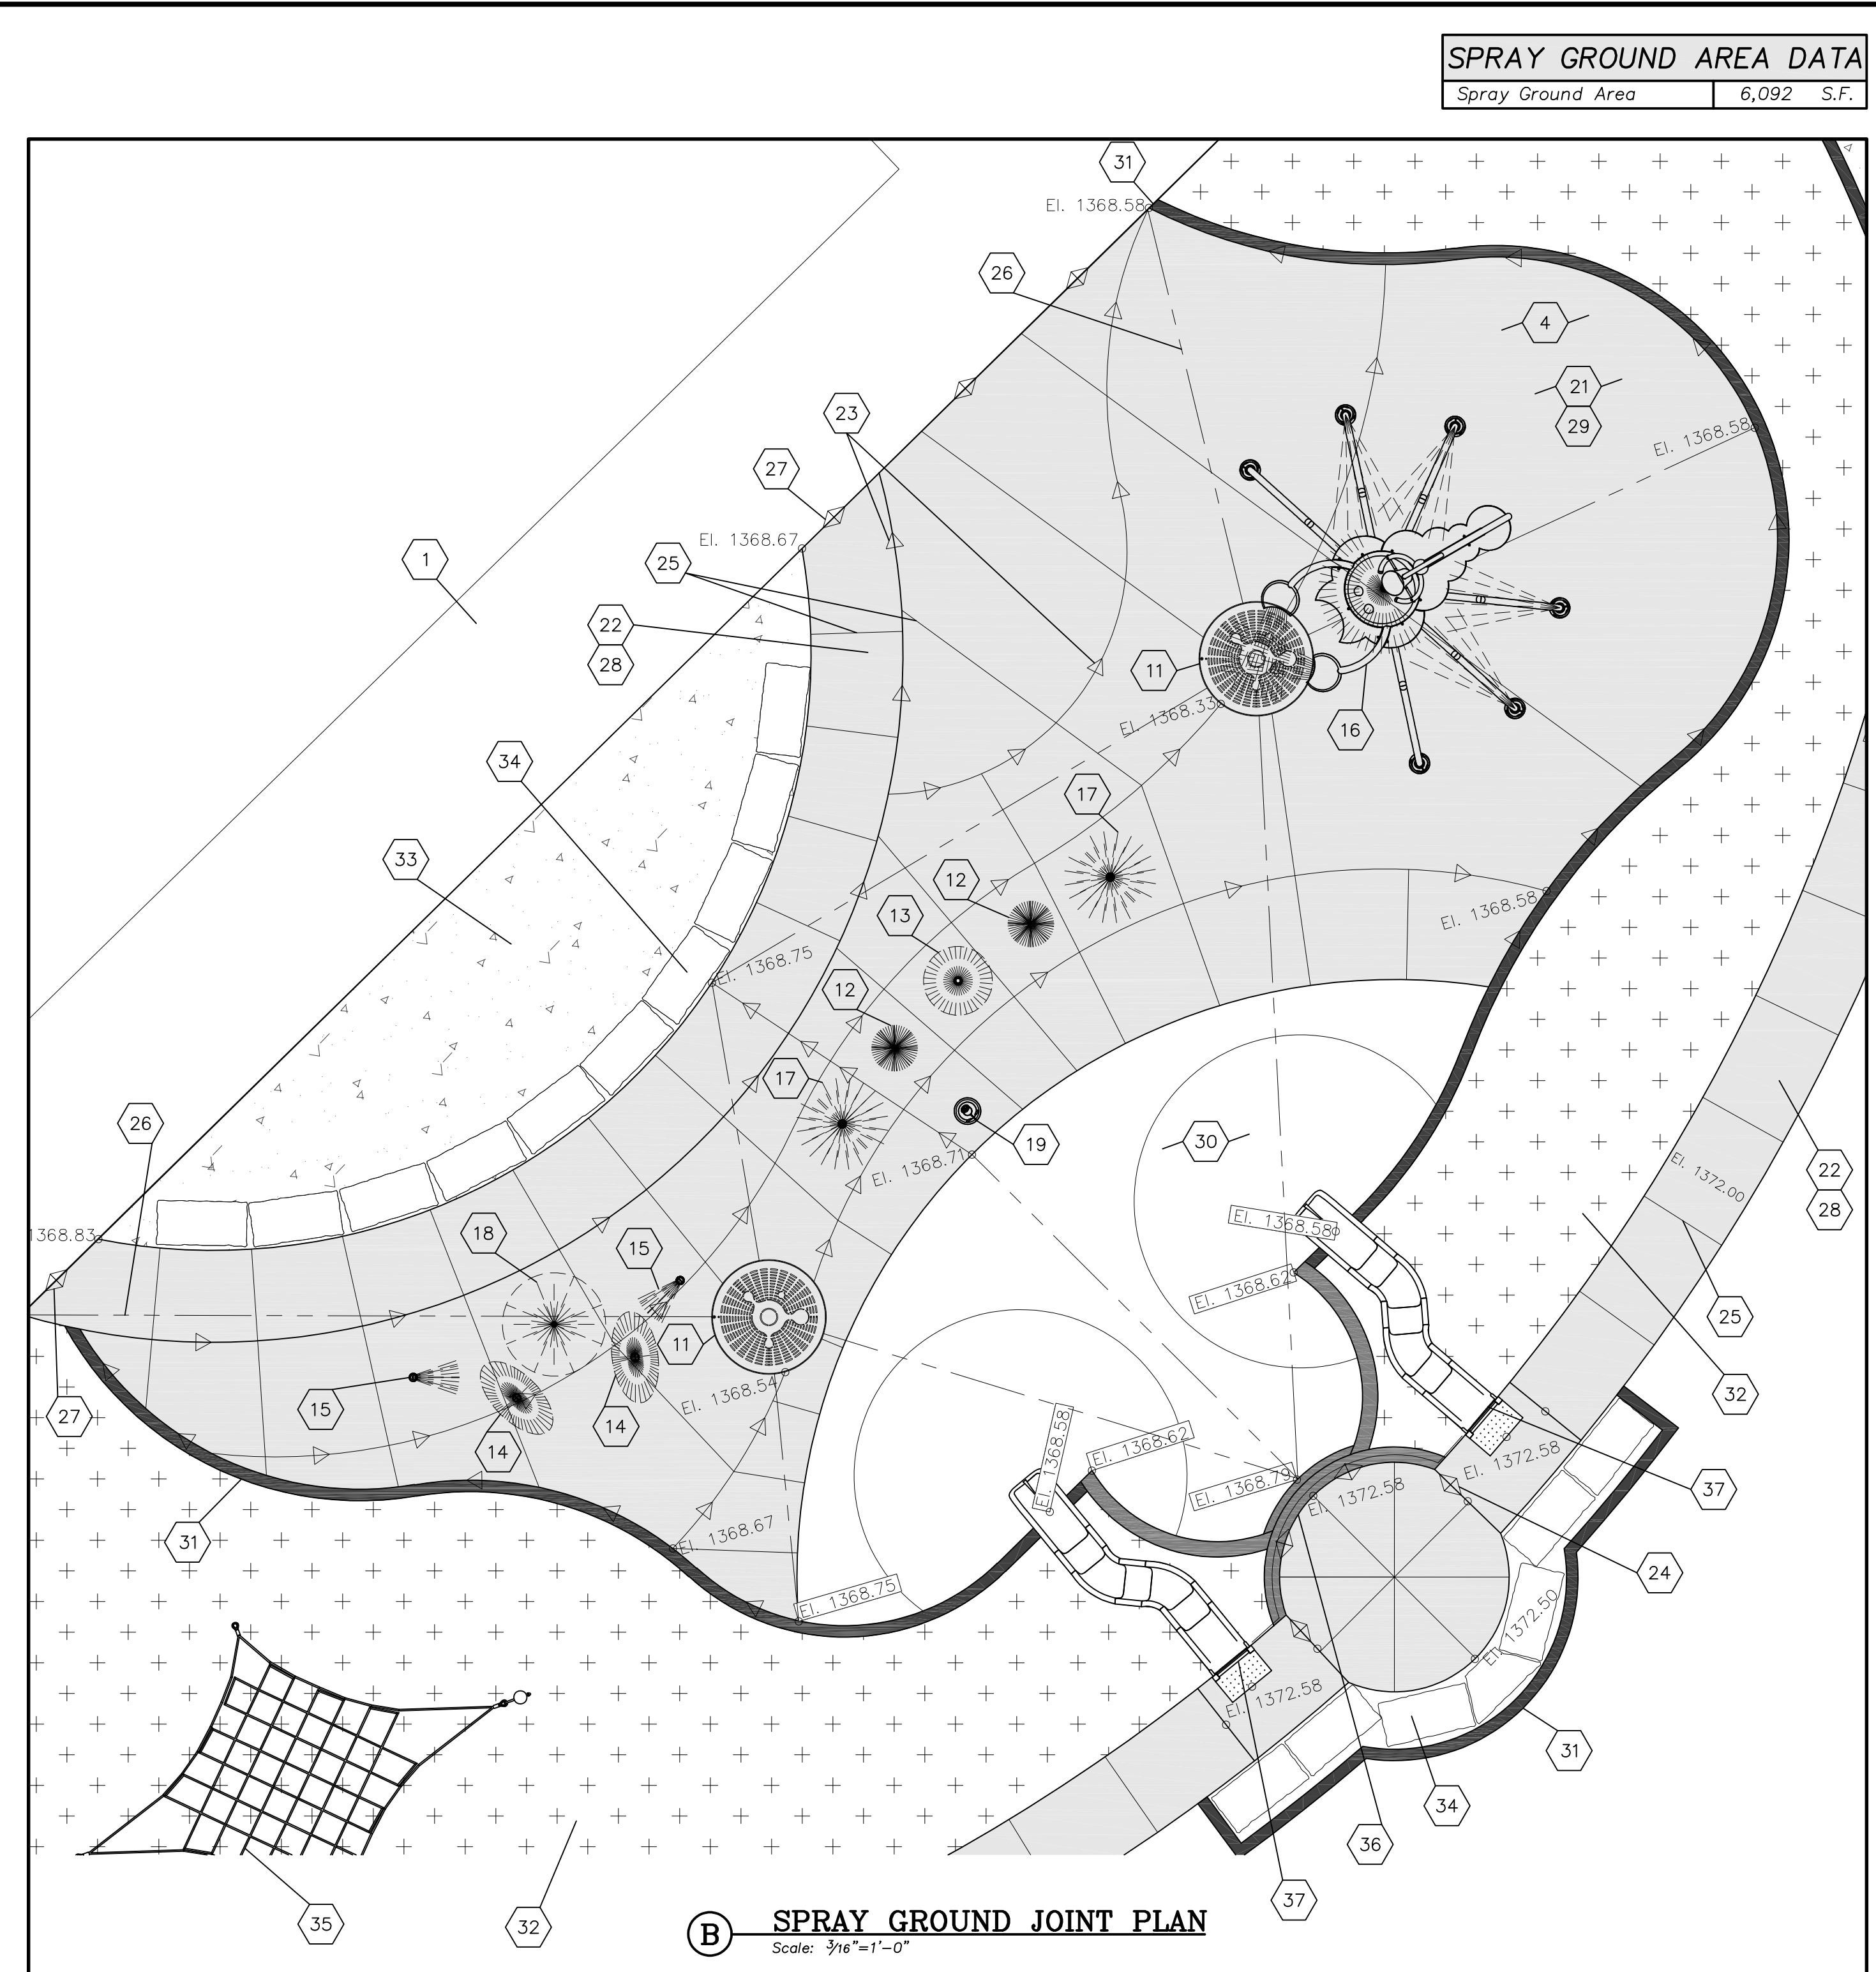 SPRAY GROUND AREA DATA
Spray Ground Area 6,092 S.F.
31
El. 1368.58
26
4
21
29
23
El. 1368.58
27
El. 1368.67
1
25
22
28
11
El. 1368.33
16
34
17
33
12
13
El. 1368.58
El. 1368.75
12
17
26
19
30
El. 1368.71
El. 1372.00
22
28
1368.83
18
15
El. 1368.58
El. 1368.62
25
11
32
El. 1368.54
15
27
14
14
El. 1368.58
El. 1368.62
El. 1372.58
El. 1368.79
El. 1372.58
37
31
El. 1368.67
24
El. 1368.75
El. 1372.50
El. 1372.58
31
34
36
37
35
32
B
SPRAY GROUND JOINT PLAN
Scale: 3/16"=1'-0"